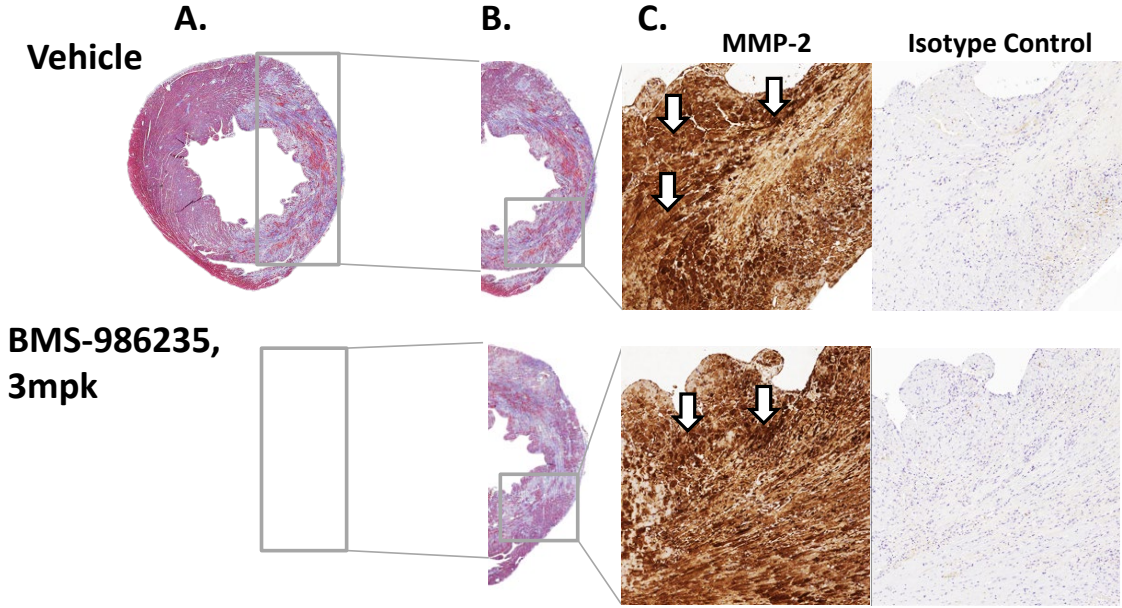 A.
B.
C.
Vehicle
MMP-2
Isotype Control
BMS-986235,
3mpk